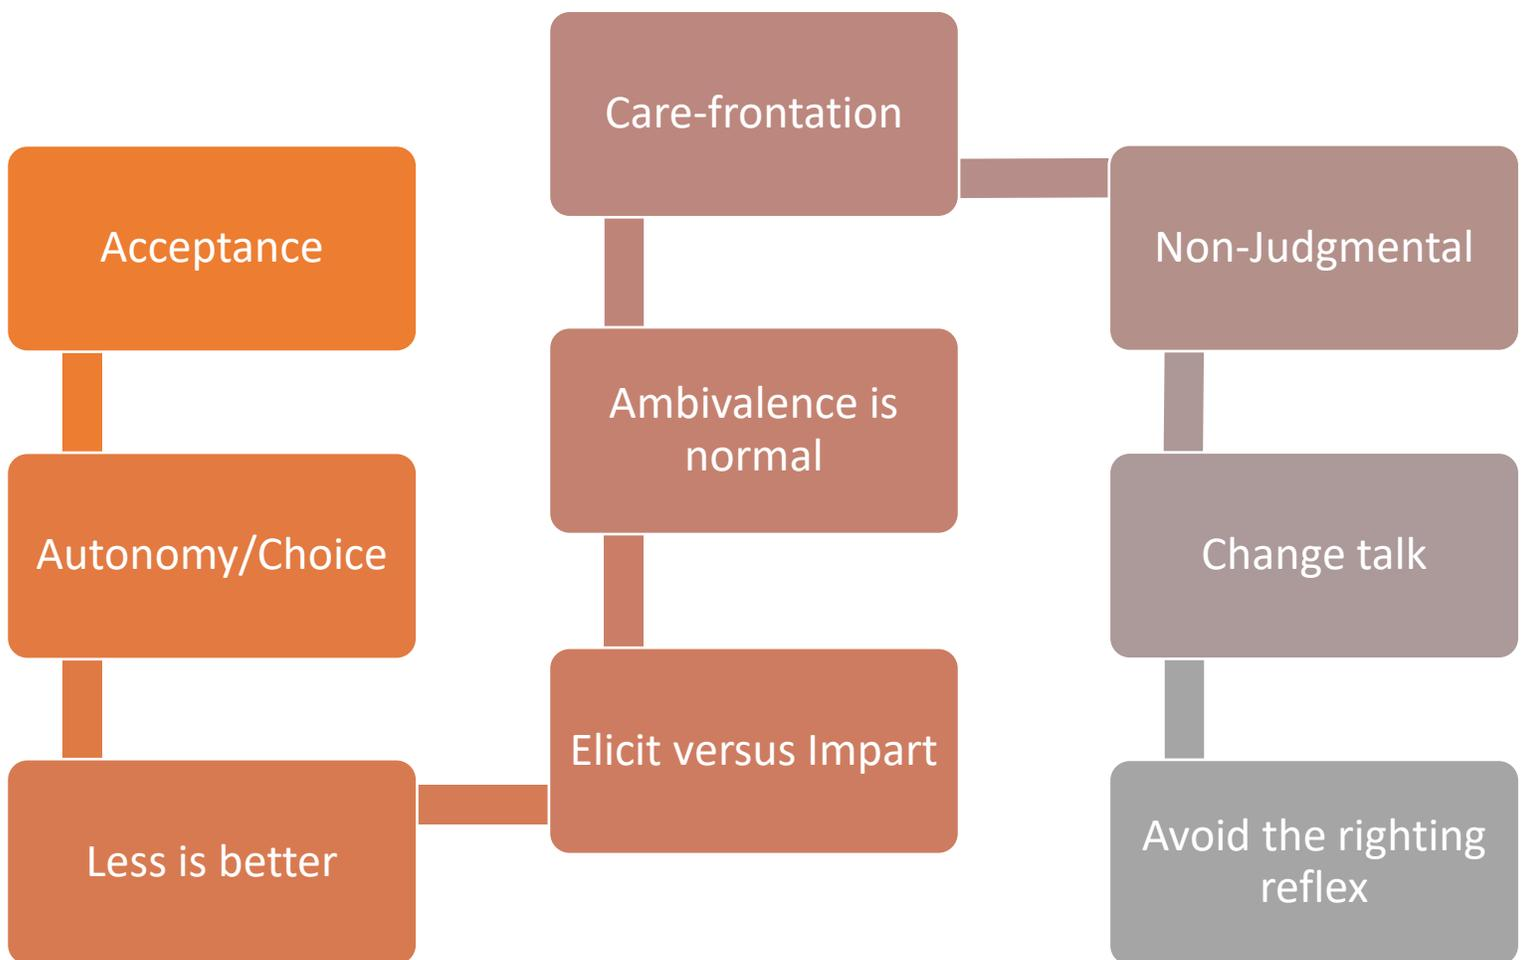 Acceptance
Autonomy/Choice
Less is better
Elicit versus Impart
Ambivalence is
normal
Care-frontation
Non-Judgmental
Change talk
Avoid the righting
reflex